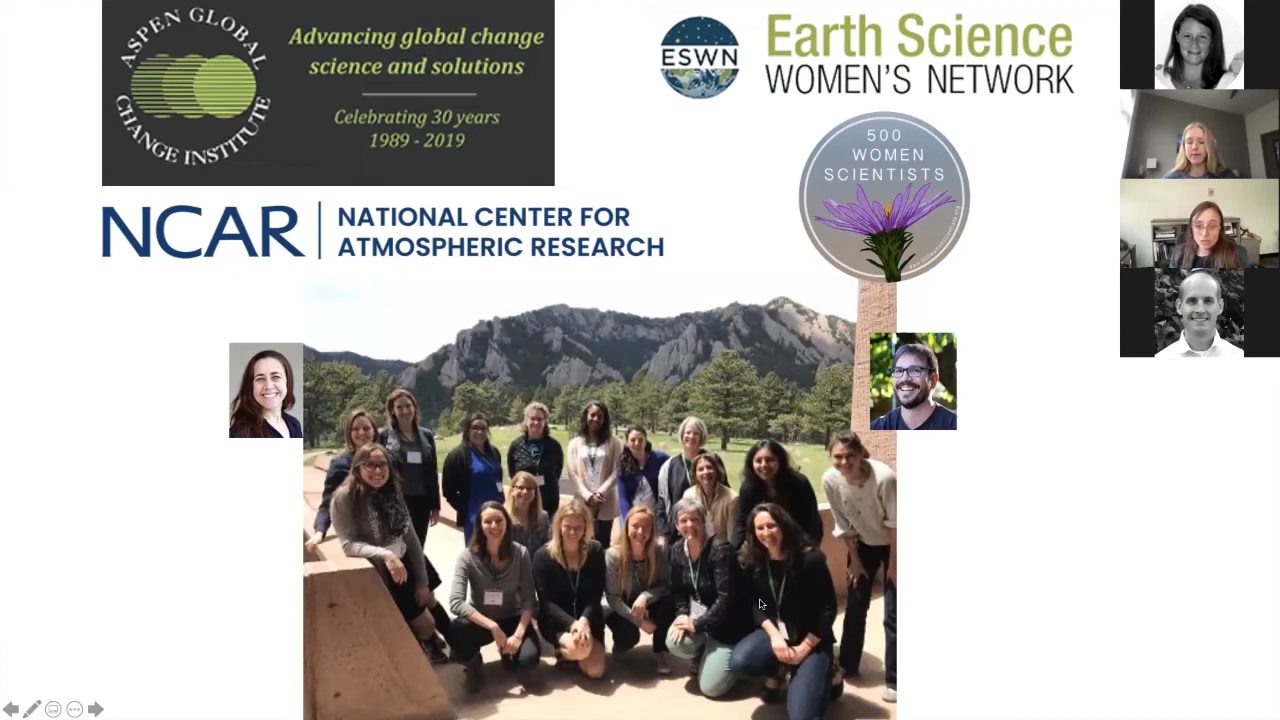 ASPEN GLOBAL
CHANGE INSTITUTE
Advancing global change
science and solutions
Celebrating 30 years
1989 - 2019
ESWN
Earth Science
WOMEN'S NETWORK
500
WOMEN
SCIENTISTS
NCAR
NATIONAL CENTER FOR
ATMOSPHERIC RESEARCH